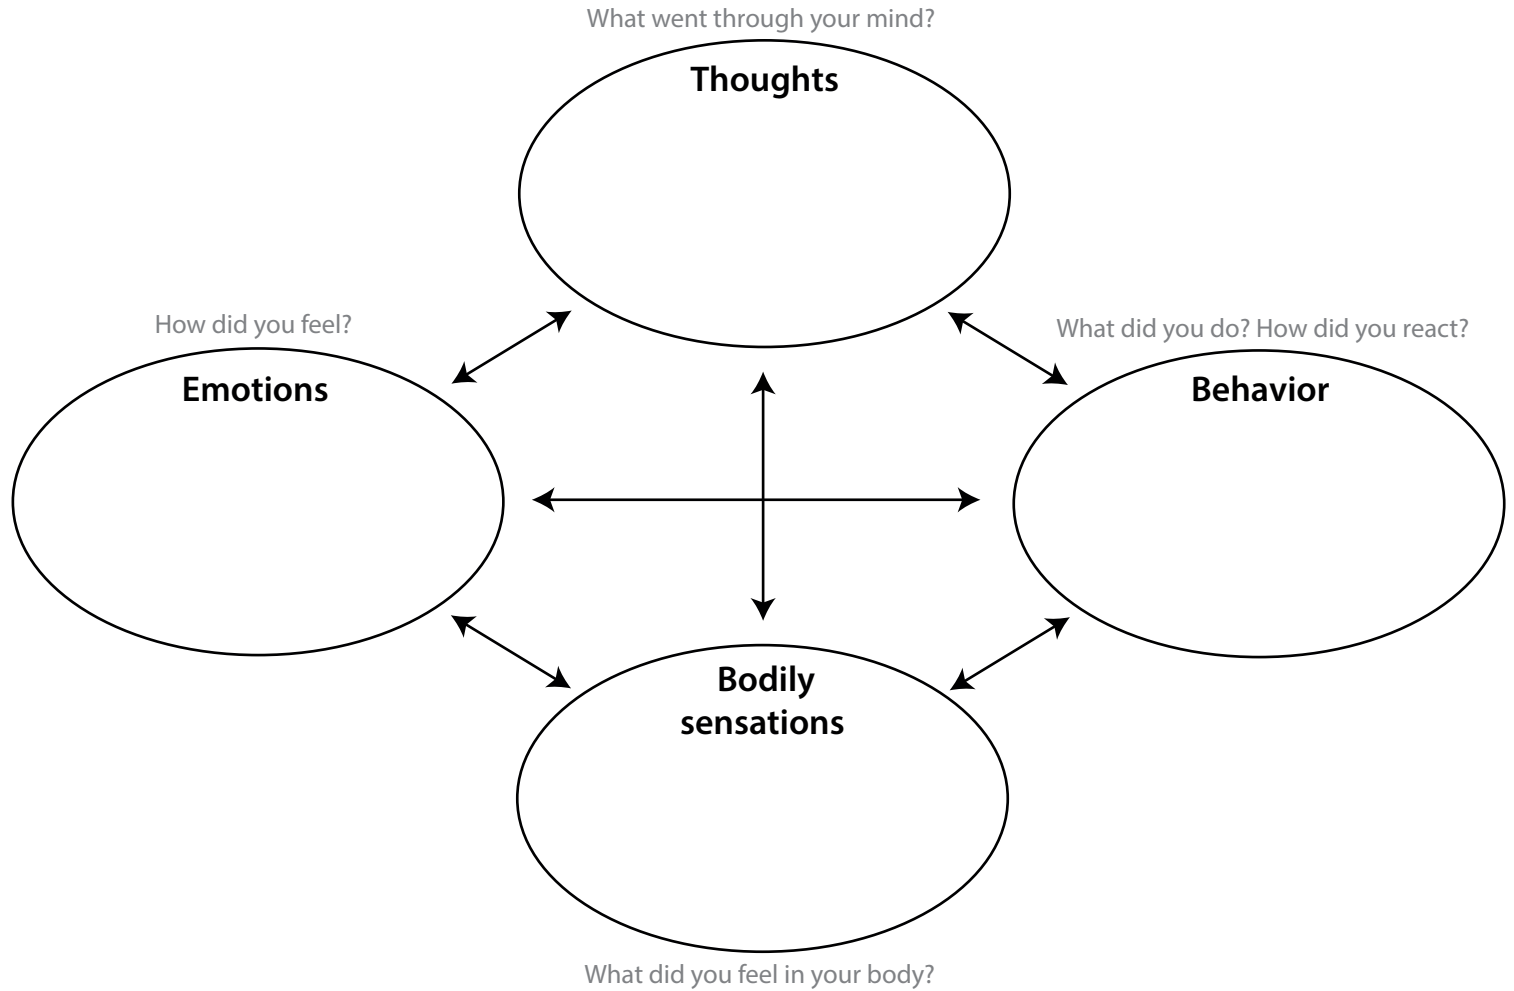 What went through your mind?
Thoughts
How did you feel?
Emotions
What did you do? How did you react?
Behavior
Bodily
sensations
What did you feel in your body?